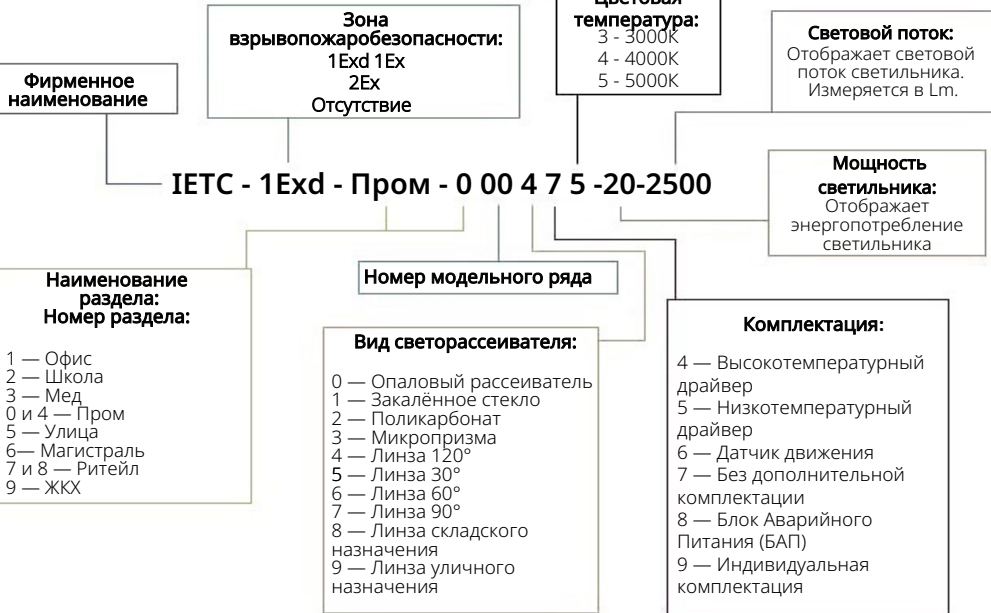 Цветовая
температура:
3 - 3000К
4 - 4000К
5 - 5000К
Зона
взрывопожаробезопасности:
1Exd 1Ex
2Ex
Отсутствие
Световой поток:
Отображает световой
поток светильника.
Измеряется в Lm.
Фирменное
наименование
IETC - 1Exd - Пром - 0 00 4 7 5 -20-2500
Мощность
светильника:
Отображает
энергопотребление
светильника
Номер модельного ряда
Наименование
раздела:
Номер раздела:
1 — Офис
2 — Школа
3 — Мед
0 и 4 — Пром
5 — Улица
6— Магистраль
7 и 8 — Ритейл
9 — ЖКХ
Вид светорассеивателя:
0 — Опаловый рассеиватель
1 — Закалённое стекло
2 — Поликарбонат
3 — Микропризма
4 — Линза 120°
5 — Линза 30°
6 — Линза 60°
7 — Линза 90°
8 — Линза складского
назначения
9 — Линза уличного
назначения
Комплектация:
4 — Высокотемпературный
драйвер
5 — Низкотемпературный
драйвер
6 — Датчик движения
7 — Без дополнительной
комплектации
8 — Блок Аварийного
Питания (БАП)
9 — Индивидуальная
комплектация